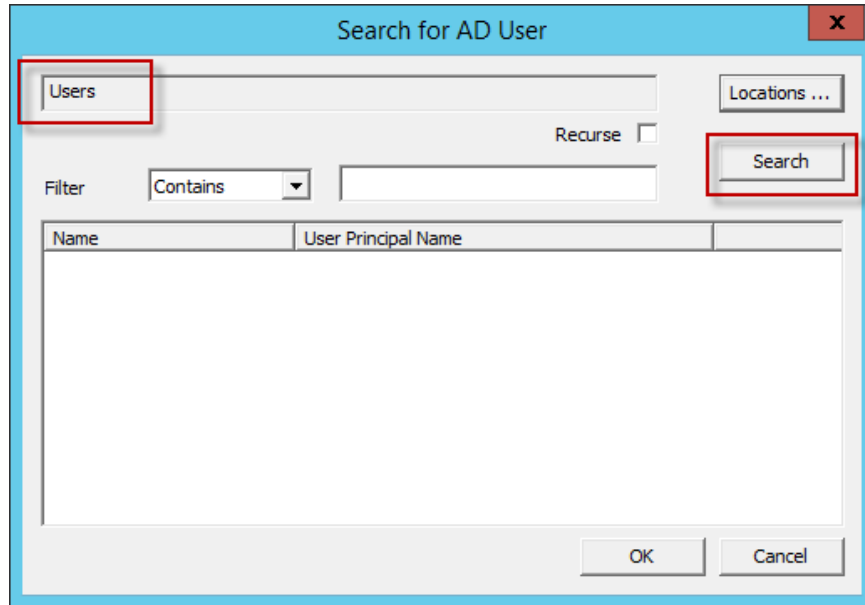 Search for AD User
x
Users
Locations ...
Recurse
Search
Filter
Contains
Name
User Principal Name
OK
Cancel